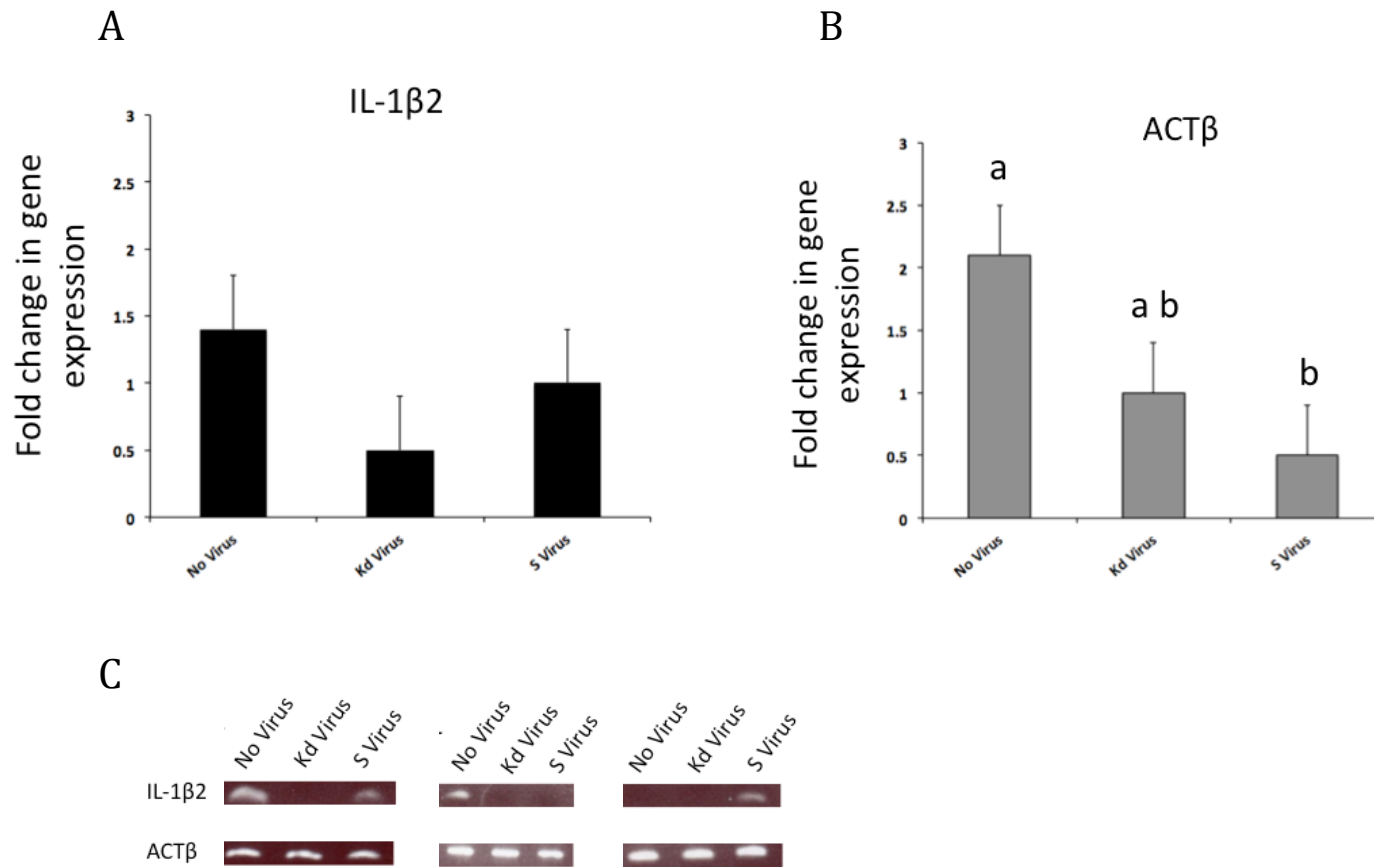 A
IL-1β2
Fold change in gene
expression
3
2.5
2
1.5
1
0.5
0
No Virus
Kd Virus
S Virus
B
ACTβ
Fold change in gene
expression
3
2.5
2
1.5
1
0.5
0
a
a b
b
No Virus
Kd Virus
S Virus
C
No Virus
Kd Virus
S Virus
No Virus
Kd Virus
S Virus
No Virus
Kd Virus
S Virus
IL-1β2
ACTβ